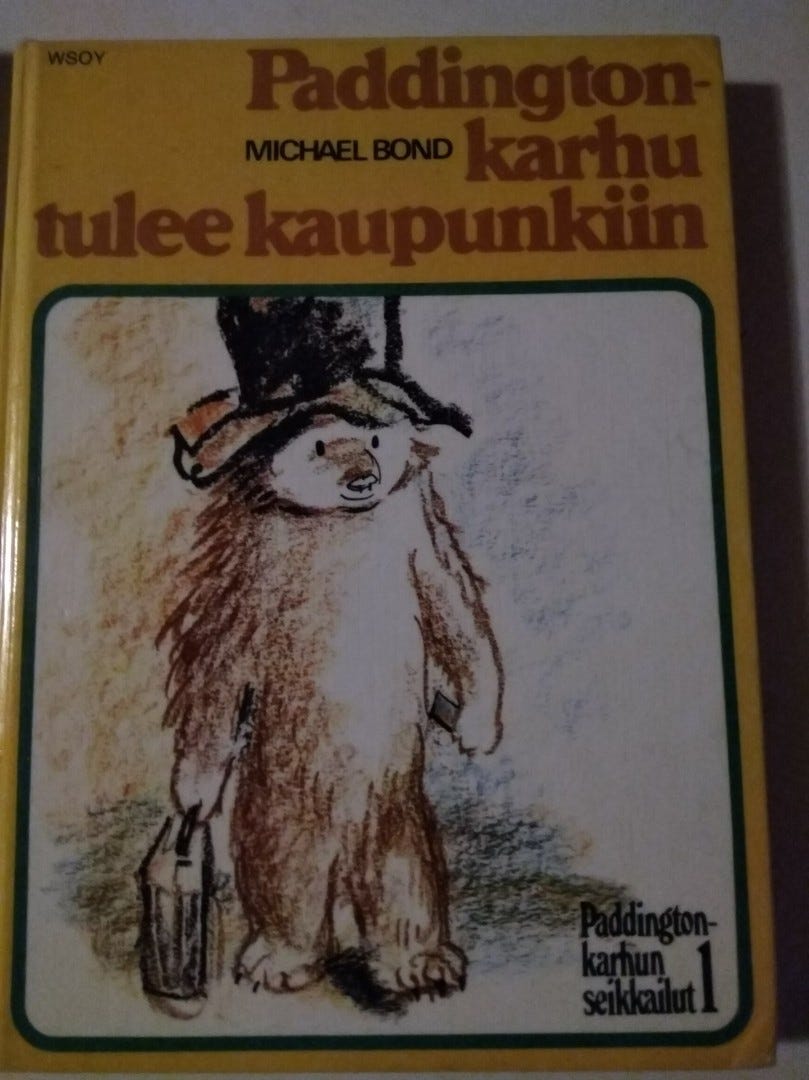 WSOY
Paddington-
MICHAEL BOND karhu
tulee kaupunkiin
Paddington-
karhun
seikkailut 1